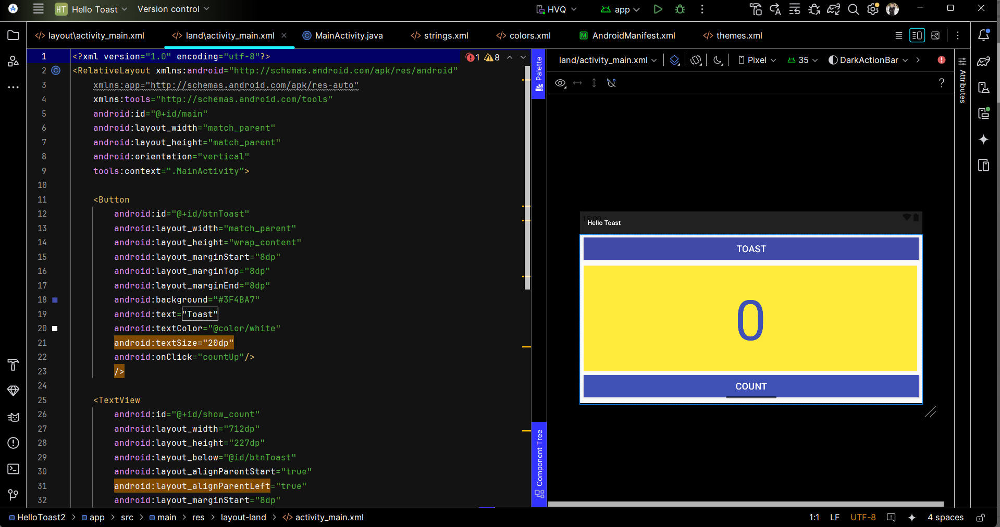 HT Hello Toast Version control HVQ app
layout\activity_main.xml land\activity_main.xml MainActivity.java strings.xml colors.xml AndroidManifest.xml themes.xml
1 <?xml version="1.0" encoding="utf-8"?> 1 8
2 <RelativeLayout xmlns:android="http://schemas.android.com/apk/res/android"
3 xmlns:app="http://schemas.android.com/apk/res-auto"
4 xmlns:tools="http://schemas.android.com/tools"
5 android:id="@+id/main"
6 android:layout_width="match_parent"
7 android:layout_height="match_parent"
8 android:orientation="vertical"
9 tools:context=".MainActivity">
10
11 <Button
12 android:id="@+id/btnToast"
13 android:layout_width="match_parent"
14 android:layout_height="wrap_content"
15 android:layout_marginStart="8dp"
16 android:layout_marginTop="8dp"
17 android:layout_marginEnd="8dp"
18 android:background="#3F4BA7"
19 android:text="Toast"
20 android:textColor="@color/white"
21 android:textSize="20dp"
22 android:onClick="countUp"/>
23 />
24
25 <TextView
26 android:id="@+id/show_count"
27 android:layout_width="712dp"
28 android:layout_height="227dp"
29 android:layout_below="@id/btnToast"
30 android:layout_alignParentStart="true"
31 android:layout_alignParentLeft="true"
32 android:layout_marginStart="8dp"
Palette
Component Tree
land/activity_main.xml Pixel 35 DarkActionBar
?
Attributes
15:00
Hello Toast
TOAST
0
COUNT
HelloToast2 > app > src > main > res > layout-land > activity_main.xml
1:1 LF UTF-8 4 spaces